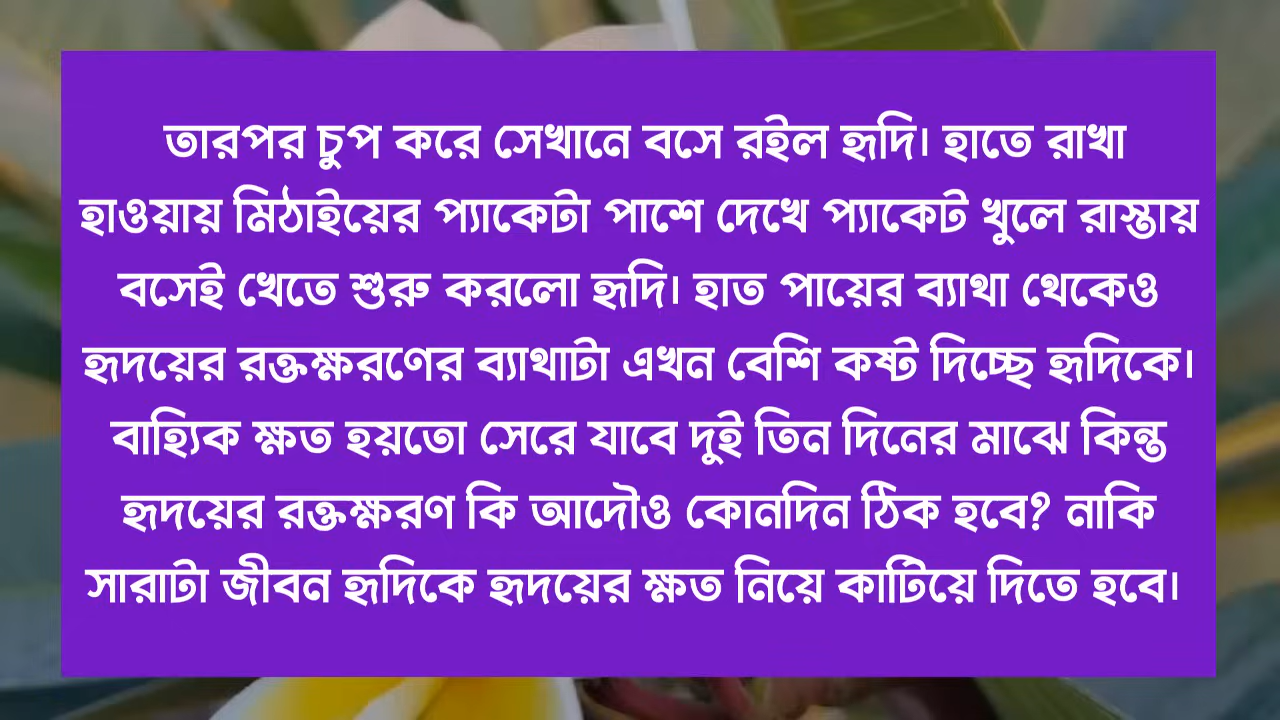 তারপর চুপ করে সেখানে বসে রইল হৃদি। হাতে রাখা
হাওয়ায় মিঠাইয়ের প্যাকেটা পাশে দেখে প্যাকেট খুলে রাস্তায়
বসেই খেতে শুরু করলো হৃদি। হাত পায়ের ব্যাথা থেকেও
হৃদয়ের রক্তক্ষরণের ব্যাথাটা এখন বেশি কষ্ট দিচ্ছে হৃদিকে।
বাহ্যিক ক্ষত হয়তো সেরে যাবে দুই তিন দিনের মাঝে কিন্ত
হৃদয়ের রক্তক্ষরণ কি আদৌও কোনদিন ঠিক হবে? নাকি
সারাটা জীবন হৃদিকে হৃদয়ের ক্ষত নিয়ে কাটিয়ে দিতে হবে।